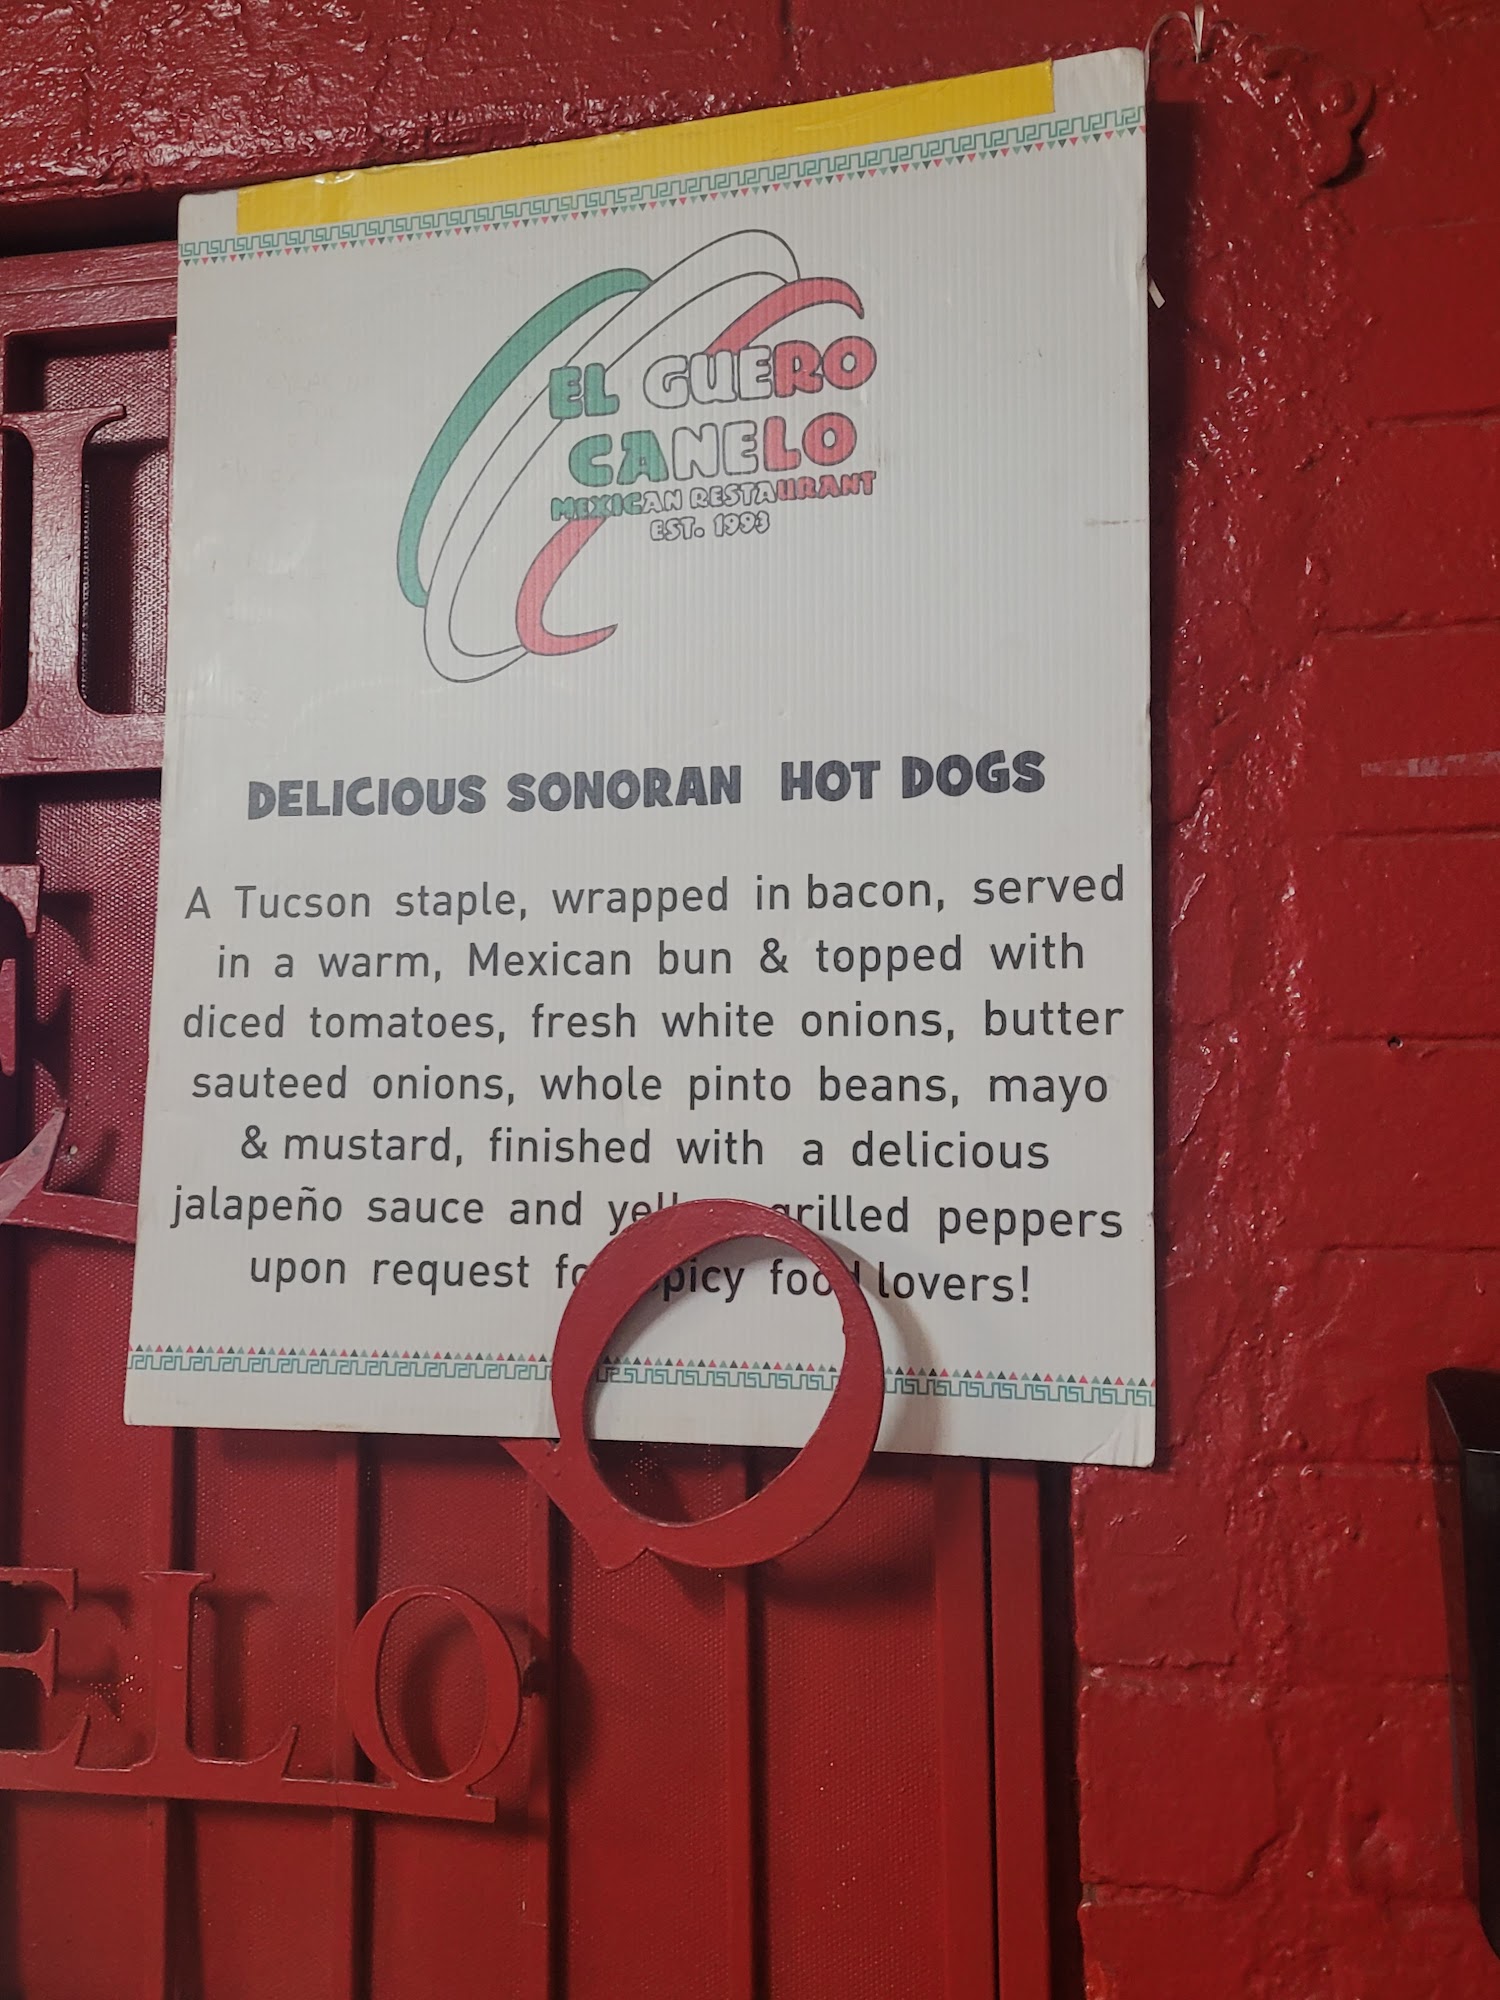 EL GUERO
CANELO
MEXICAN RESTAURANT
EST. 1993
DELICIOUS SONORAN HOT DOGS
A Tucson staple, wrapped in bacon, served
in a warm, Mexican bun & topped with
diced tomatoes, fresh white onions, butter
sauteed onions, whole pinto beans, mayo
& mustard, finished with a delicious
jalapeño sauce and grilled peppers
upon request food lovers!
ELO